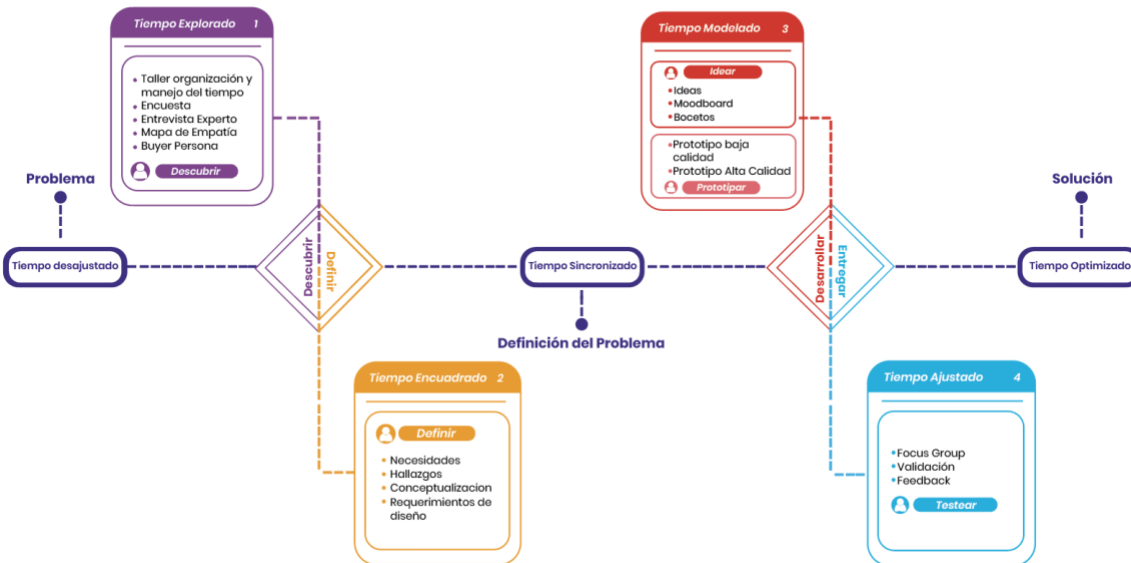 Tiempo Explorado 1
Taller organización y
manejo del tiempo
Encuesta
Entrevista Experto
Mapa de Empatía
Buyer Persona
Descubrir
Problema
Tiempo desajustado
Descubrir
Definir
Tiempo Encuadrado 2
Definir
Necesidades
Hallazgos
Conceptualizacion
Requerimientos de
diseño
Tiempo Sincronizado
Definición del Problema
Tiempo Modelado 3
Idear
Ideas
Moodboard
Bocetos
Prototipo baja
calidad
Prototipo Alta Calidad
Prototipar
Desarrollar
Entregar
Tiempo Ajustado 4
Focus Group
Validación
Feedback
Testear
Solución
Tiempo Optimizado